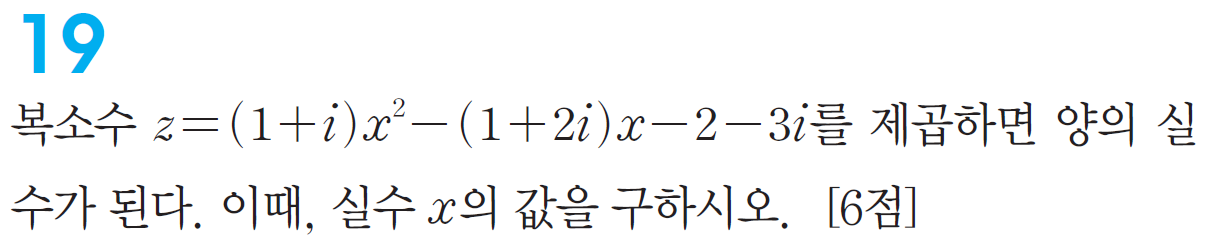 19
복소수 z=(1+i)x²-(1+2i)x-2-3i를 제곱하면 양의 실
수가 된다. 이때, 실수 x의 값을 구하시오. [6점]